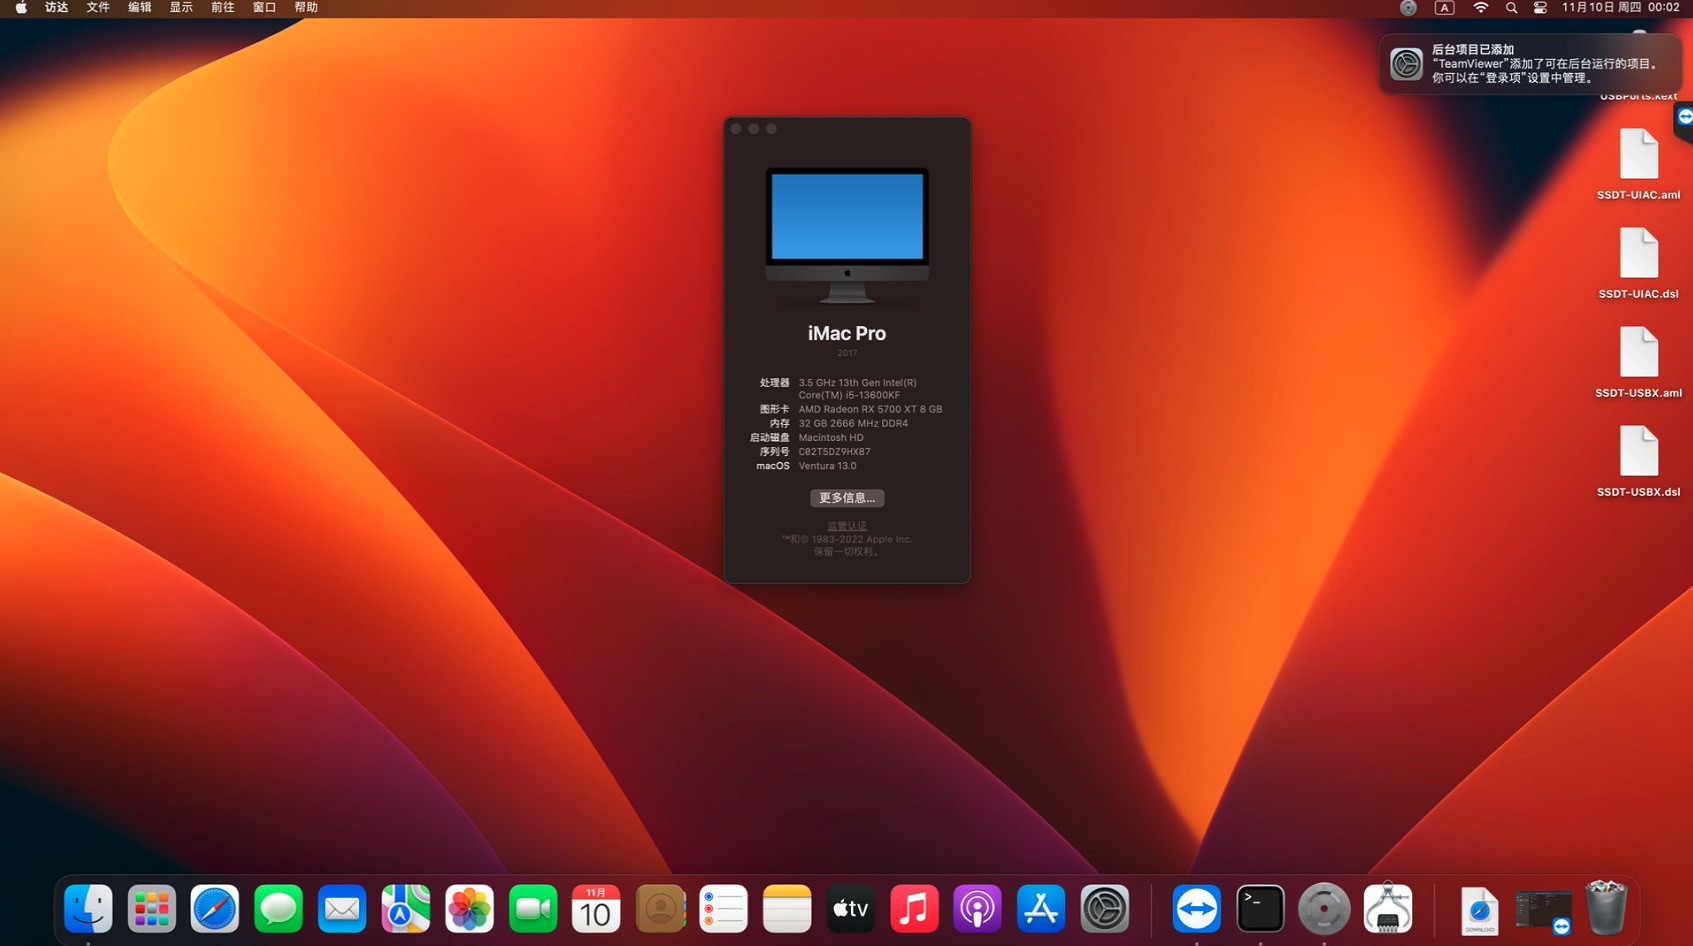 访达 文件 编辑 显示 前往 窗口 帮助
A
11月10日 周四 00:02
后台项目已添加
“TeamViewer”添加了可在后台运行的项目。
你可以在“登录项”设置中管理。
USBPorts.kext
SSDT-UIAC.aml
SSDT-UIAC.dsl
SSDT-USBX.aml
SSDT-USBX.dsl
iMac Pro
2017
处理器 3.5 GHz 13th Gen Intel(R)
Core(TM) i5-13600KF
图形卡 AMD Radeon RX 5700 XT 8 GB
内存 32 GB 2666 MHz DDR4
启动磁盘 Macintosh HD
序列号 C02T5DZ9HX87
macOS Ventura 13.0
更多信息...
监管认证
™和© 1983-2022 Apple Inc.
保留一切权利。
11月
10
tv
>_
DOWNLOAD